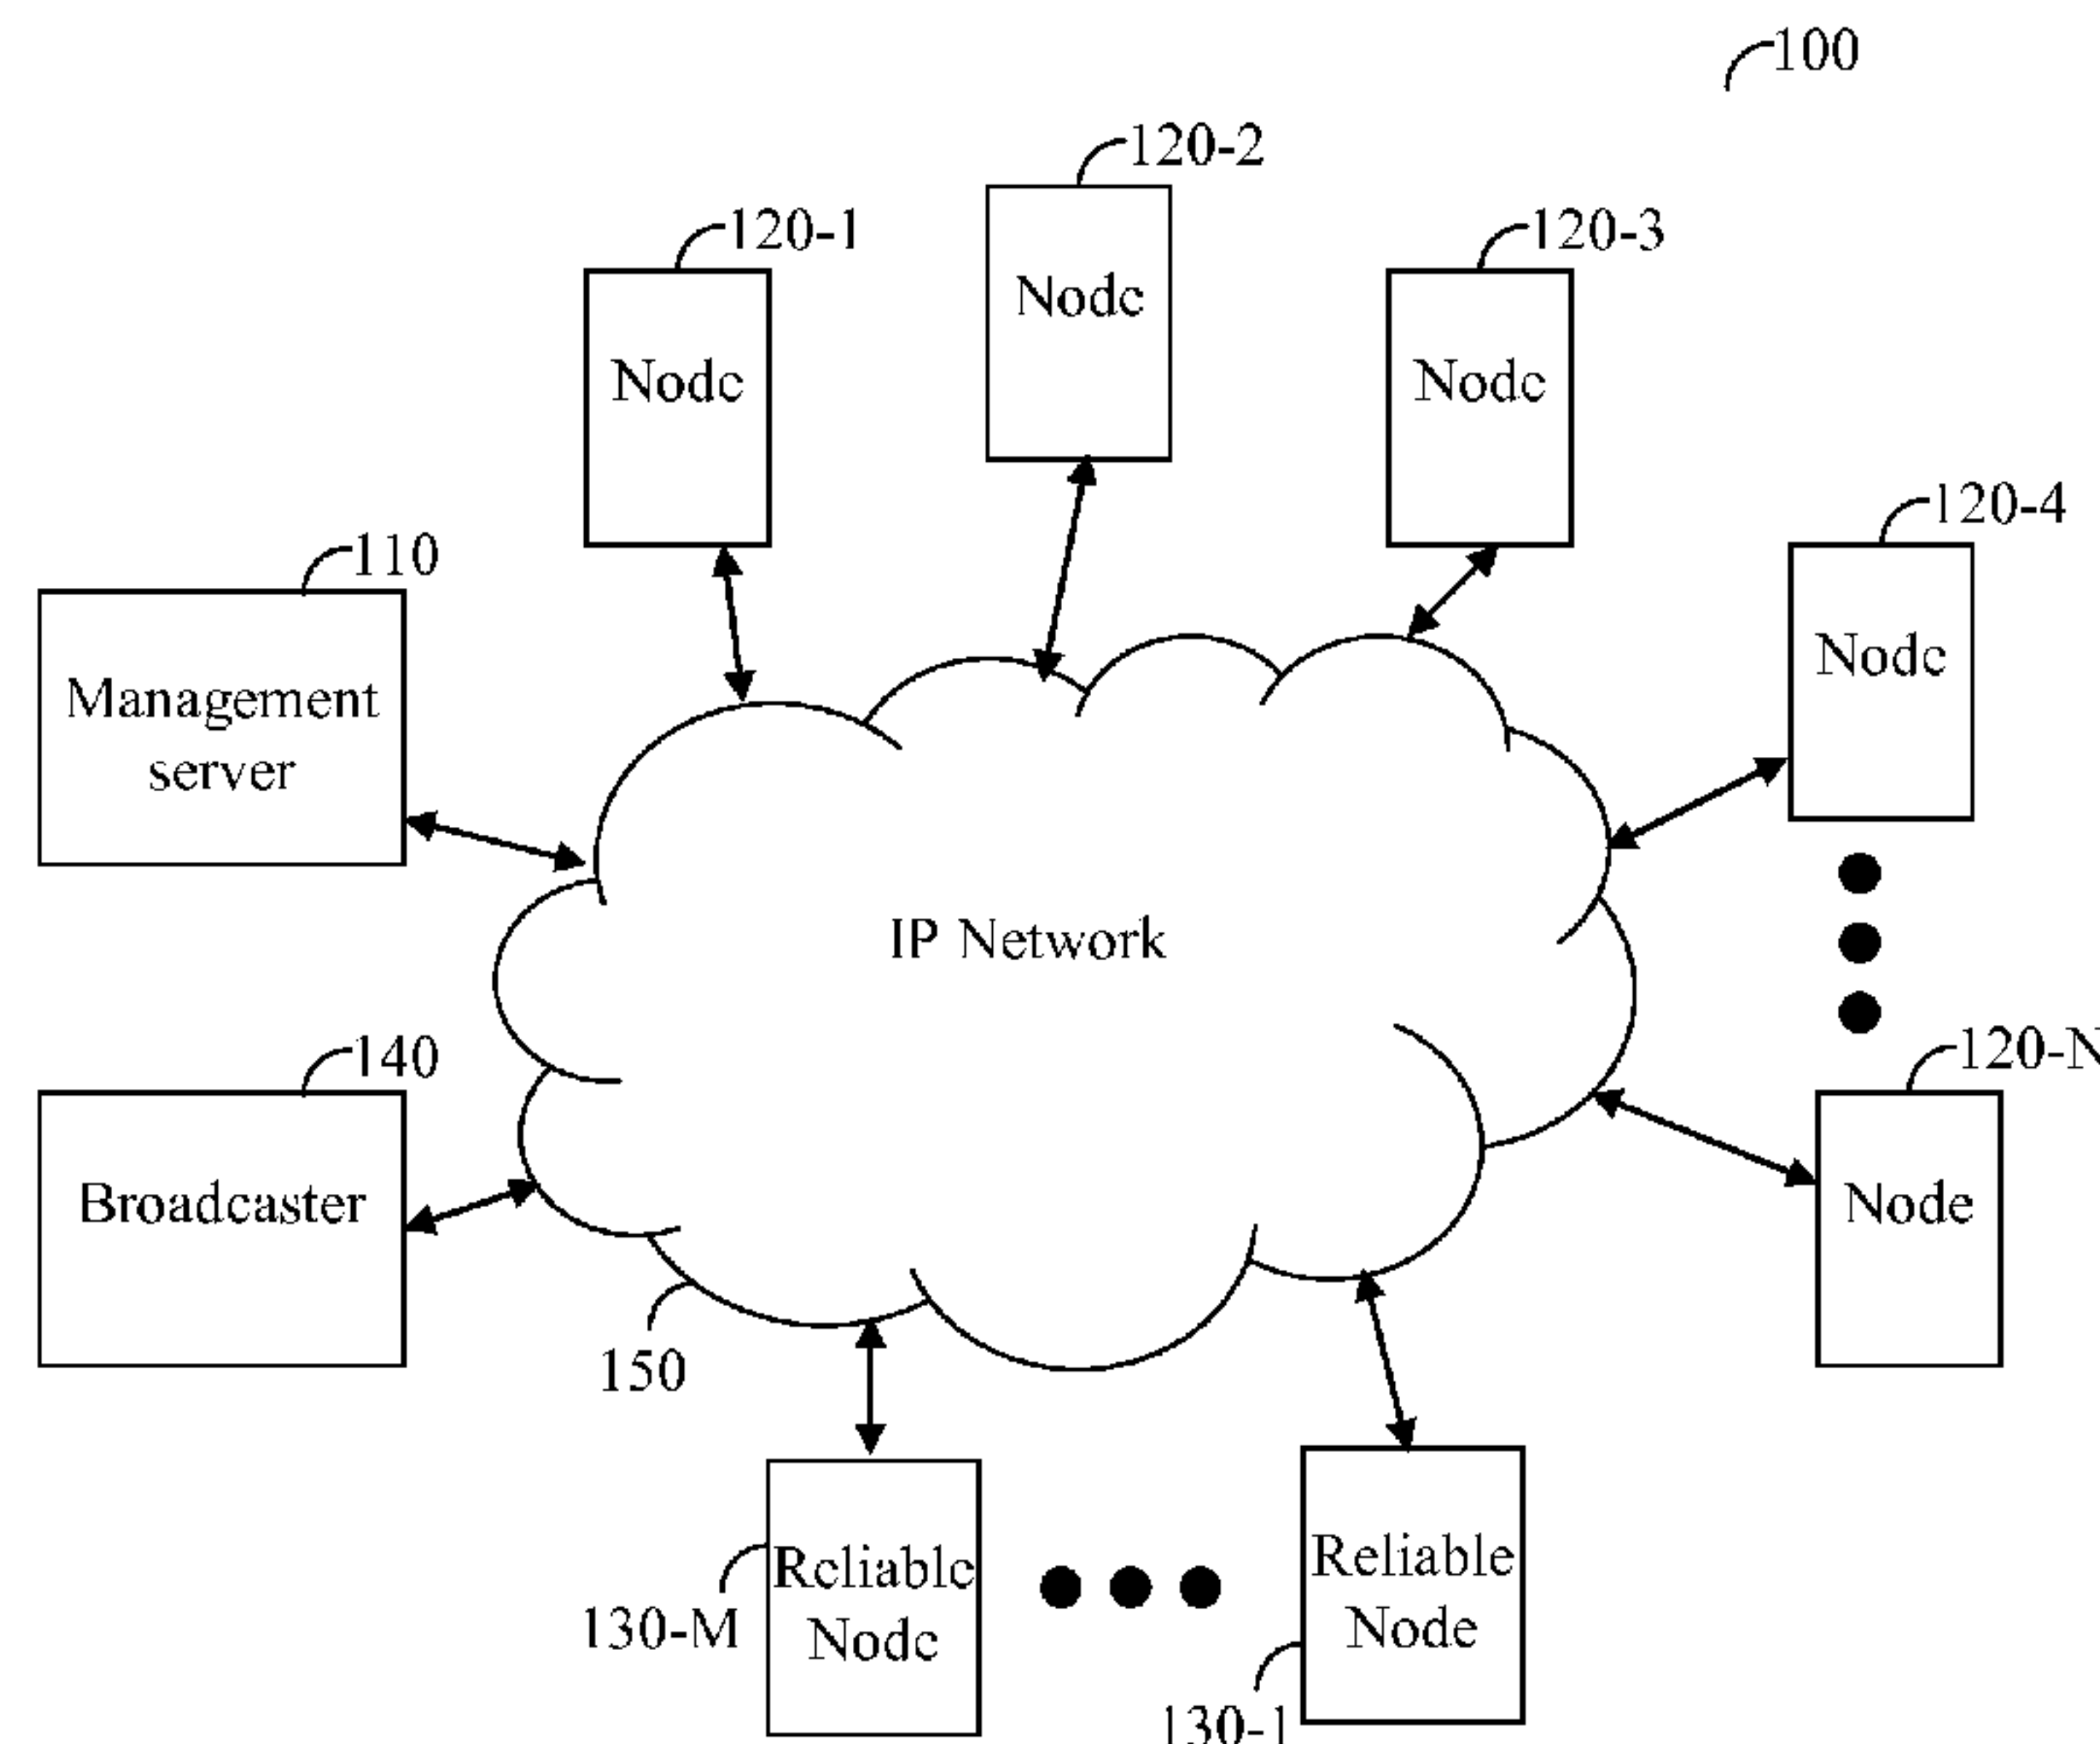 100
120-2
120-1
120-3
Node
Node
Node
120-4
110
Node
Management
server
IP Network
140
120-N
Broadcaster
Node
150
Reliable
Node
130-M
Reliable
Node
130-1